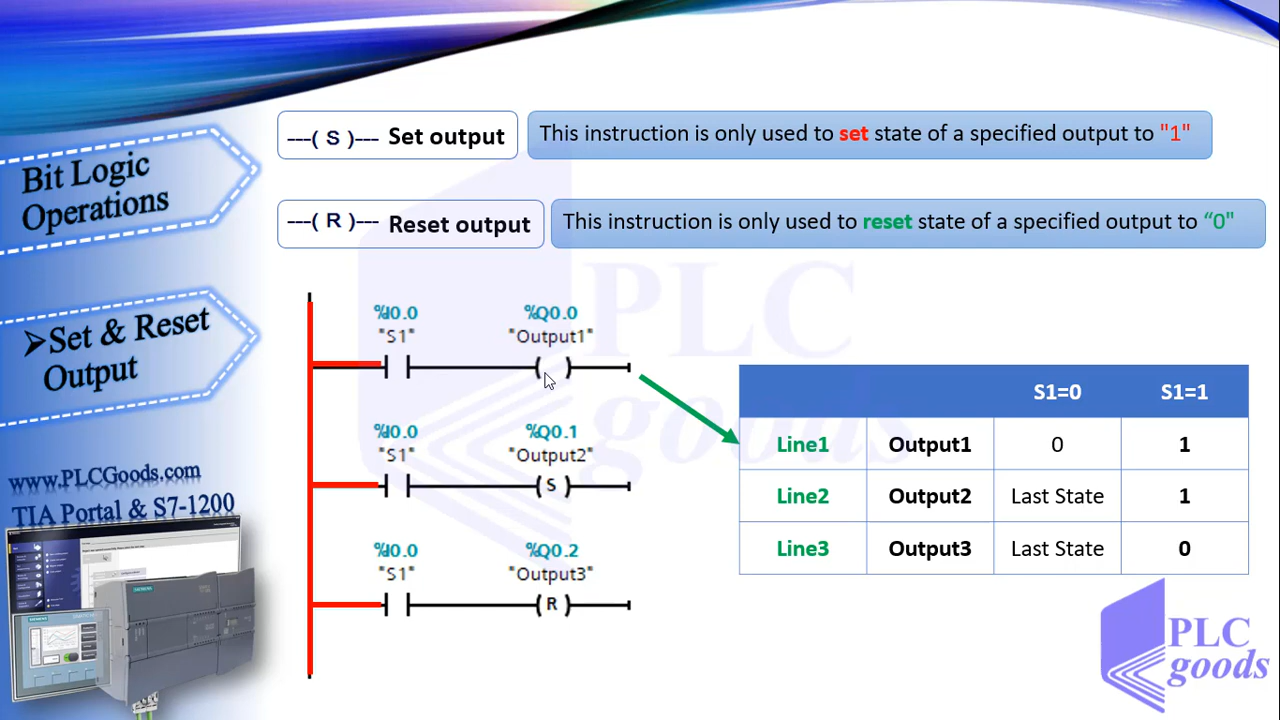 Bit Logic
Operations
➢Set & Reset
Output
www.PLCGoods.com
TIA Portal & S7-1200
SIEMENS
SIEMENS
---( S )--- Set output
This instruction is only used to set state of a specified output to "1"
---( R )--- Reset output
This instruction is only used to reset state of a specified output to “0"
%I0.0 %Q0.0
"S1" "Output1"
%I0.0 %Q0.1
"S1" "Output2"
S
%I0.0 %Q0.2
"S1" "Output3"
R
S1=0 S1=1
Line1 Output1 0 1
Line2 Output2 Last State 1
Line3 Output3 Last State 0
PLC
goods
PLC
goods